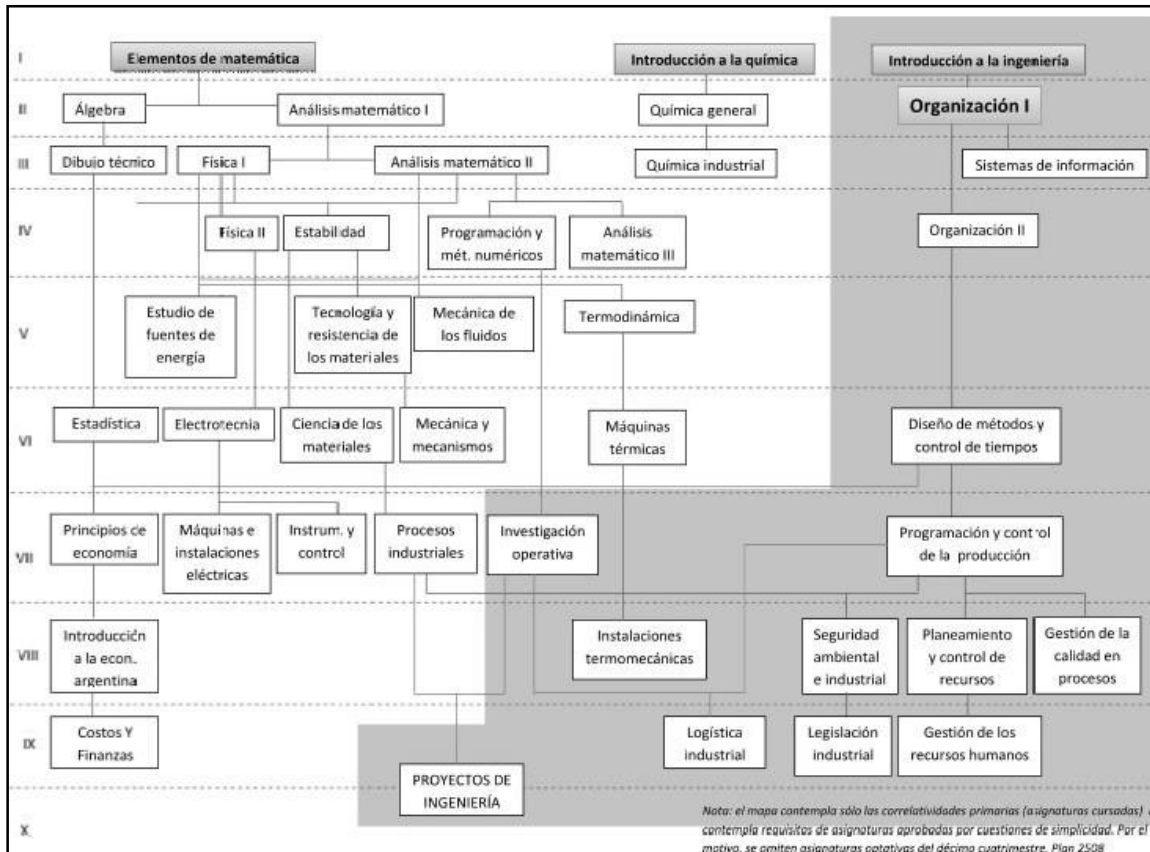 I
Elementos de matemática
Introducción a la química
Introducción a la ingeniería
II
Álgebra
Análisis matemático I
Química general
Organización I
III
Dibujo técnico
Física I
Análisis matemático II
Química industrial
Sistemas de información
IV
Física II
Estabilidad
Programación y
mét. numéricos
Análisis
matemático III
Organización II
V
Estudio de
fuentes de
energía
Tecnología y
resistencia de
los materiales
Mecánica de
los fluidos
Termodinámica
VI
Estadística
Electrotecnia
Ciencia de los
materiales
Mecánica y
mecanismos
Máquinas
térmicas
Diseño de métodos y
control de tiempos
VII
Principios de
economía
Máquinas e
instalaciones
eléctricas
Instrum. y
control
Procesos
industriales
Investigación
operativa
Programación y control
de la producción
VIII
Introducción
a la econ.
argentina
Instalaciones
termomecánicas
Seguridad
ambiental
e industrial
Planeamiento
y control de
recursos
Gestión de la
calidad en
procesos
IX
Costos Y
Finanzas
Logística
industrial
Legislación
industrial
Gestión de los
recursos humanos
PROYECTOS DE
INGENIERÍA
X
Nota: el mapa contempla sólo las correlatividades primarias (asignaturas cursadas)
contempla requisitos de asignaturas aprobadas por cuestiones de simplicidad. Por el
motivo, se omiten asignaturas optativas del décimo cuatrimestre. Plan 2508